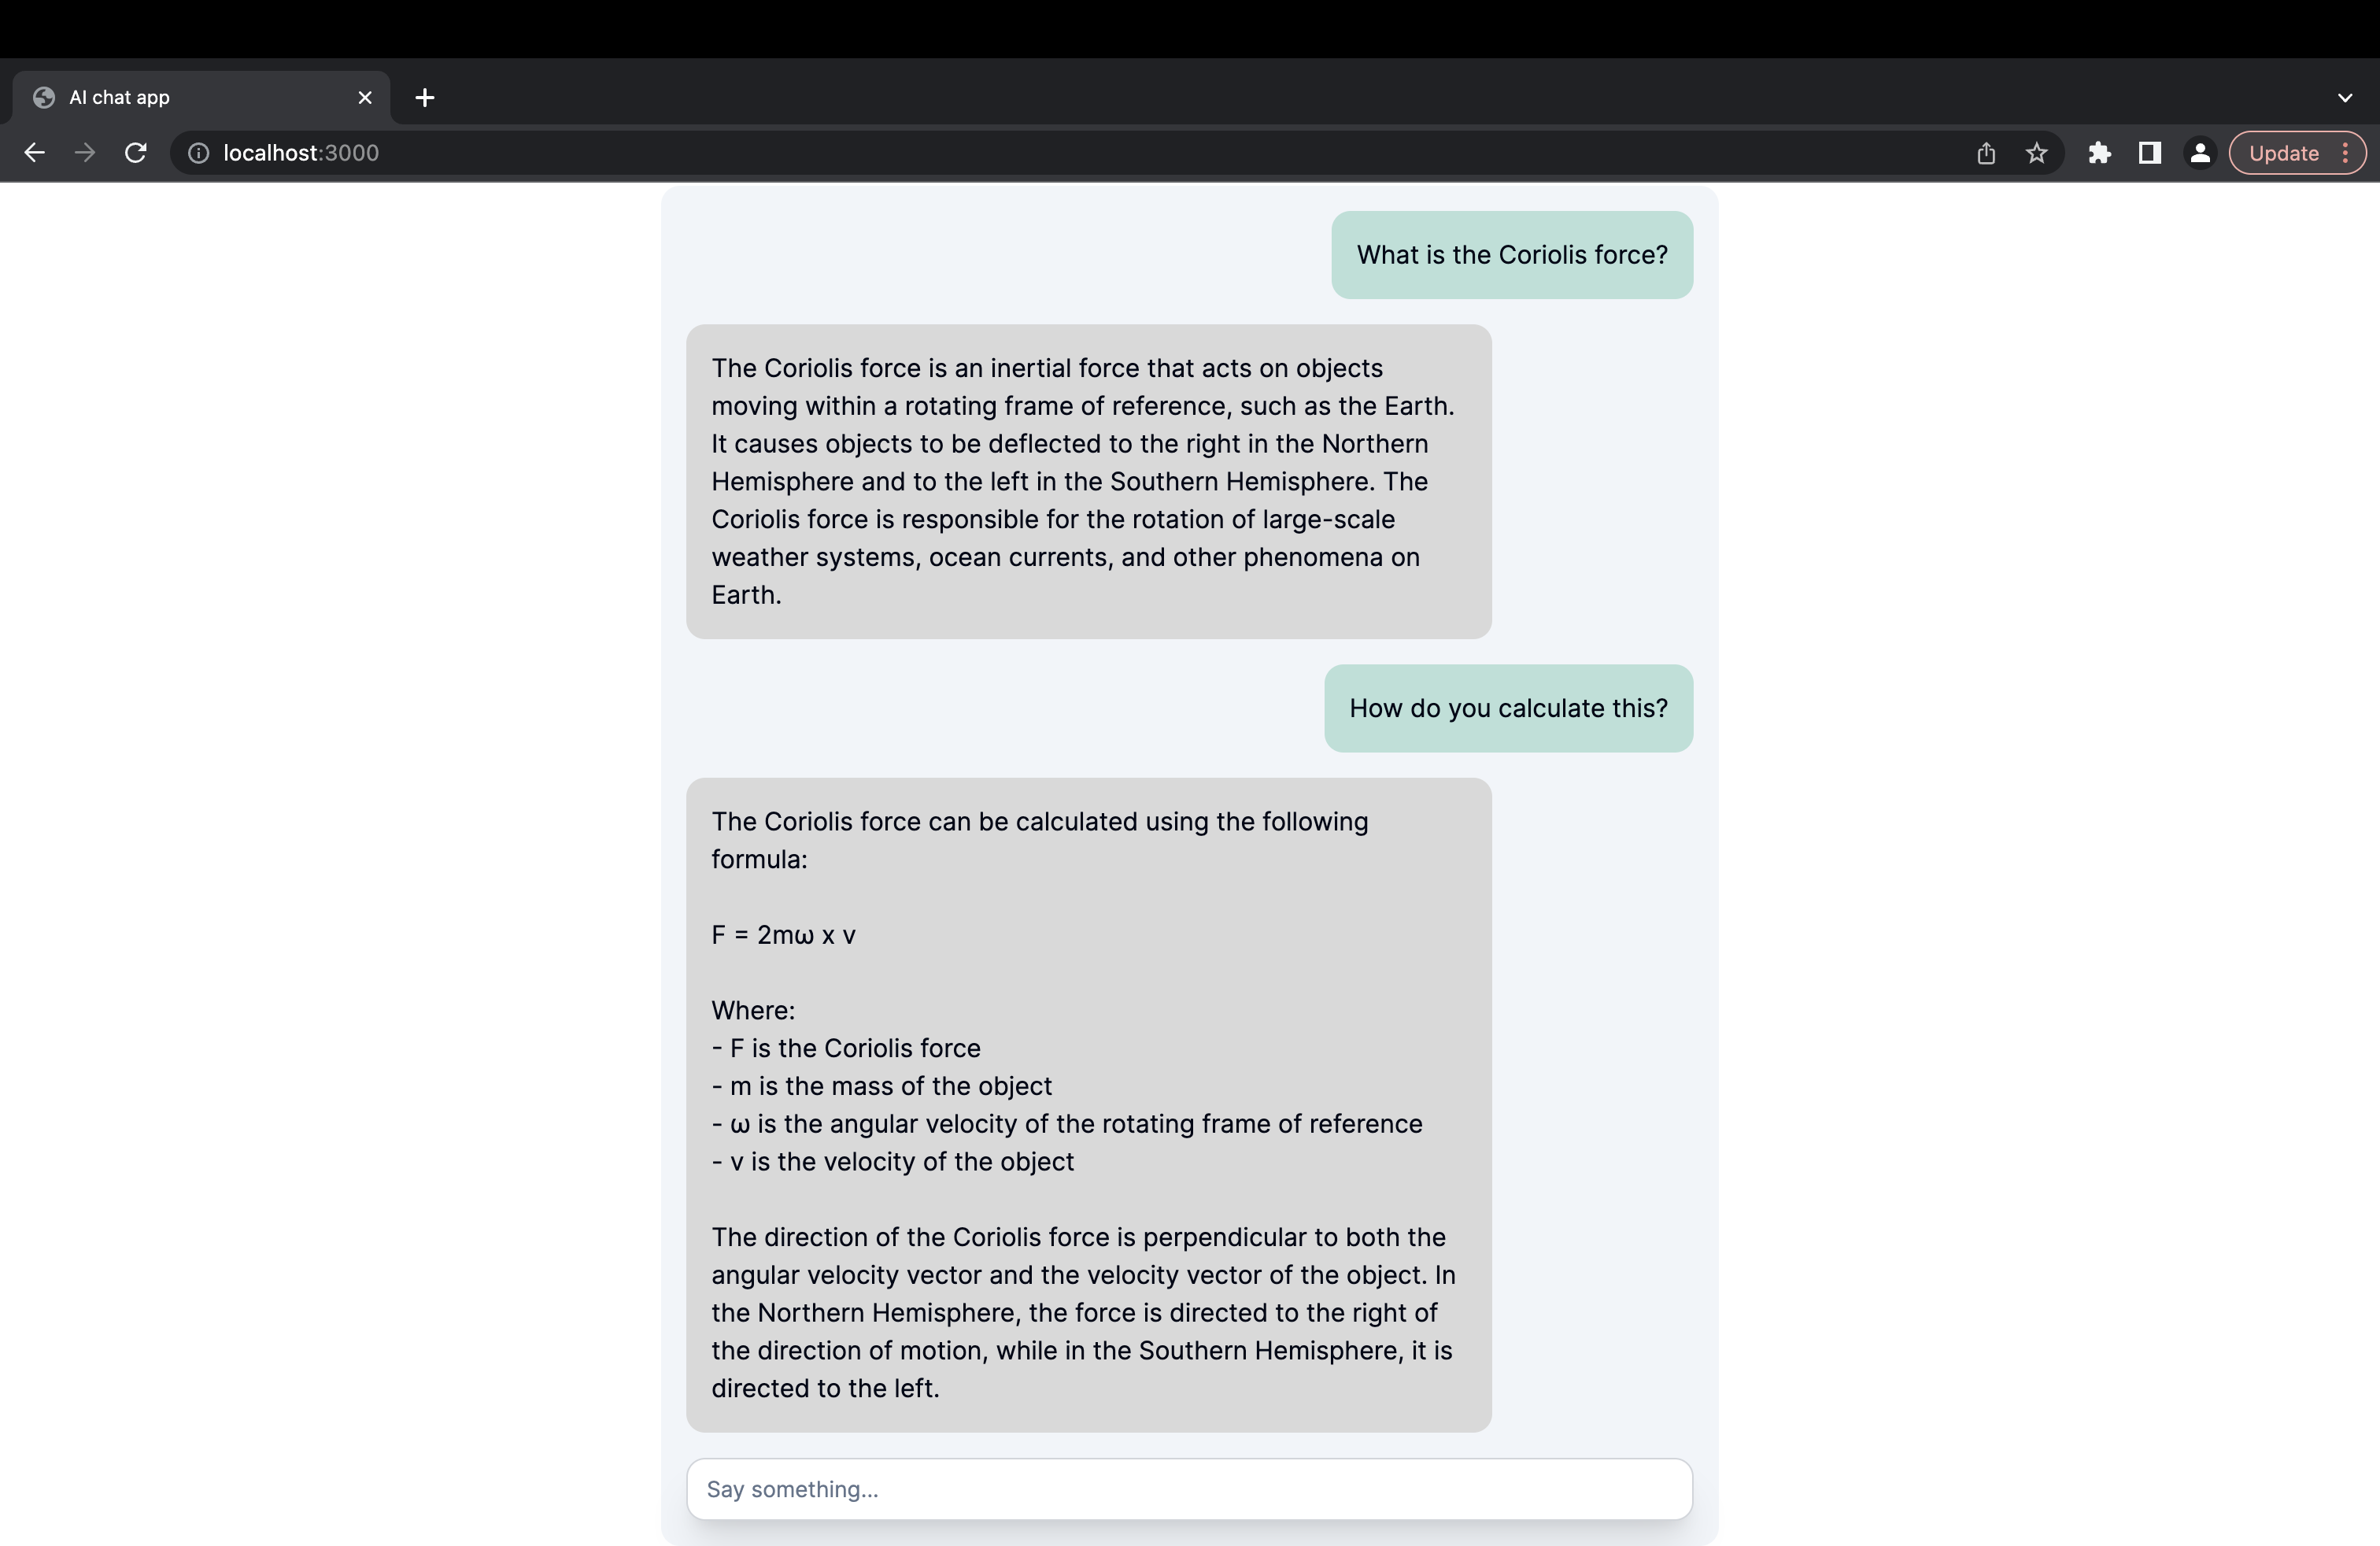 AI chat app
localhost:3000
Update
What is the Coriolis force?
The Coriolis force is an inertial force that acts on objects
moving within a rotating frame of reference, such as the Earth.
It causes objects to be deflected to the right in the Northern
Hemisphere and to the left in the Southern Hemisphere. The
Coriolis force is responsible for the rotation of large-scale
weather systems, ocean currents, and other phenomena on
Earth.
How do you calculate this?
The Coriolis force can be calculated using the following
formula:
F = 2mω x v
Where:
- F is the Coriolis force
- m is the mass of the object
- ω is the angular velocity of the rotating frame of reference
- v is the velocity of the object
The direction of the Coriolis force is perpendicular to both the
angular velocity vector and the velocity vector of the object. In
the Northern Hemisphere, the force is directed to the right of
the direction of motion, while in the Southern Hemisphere, it is
directed to the left.
Say something...